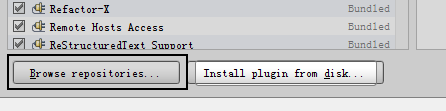 Refactor-X Bundled
Remote Hosts Access Bundled
ReStructuredText Support Bundled
Browse repositories... Install plugin from disk...